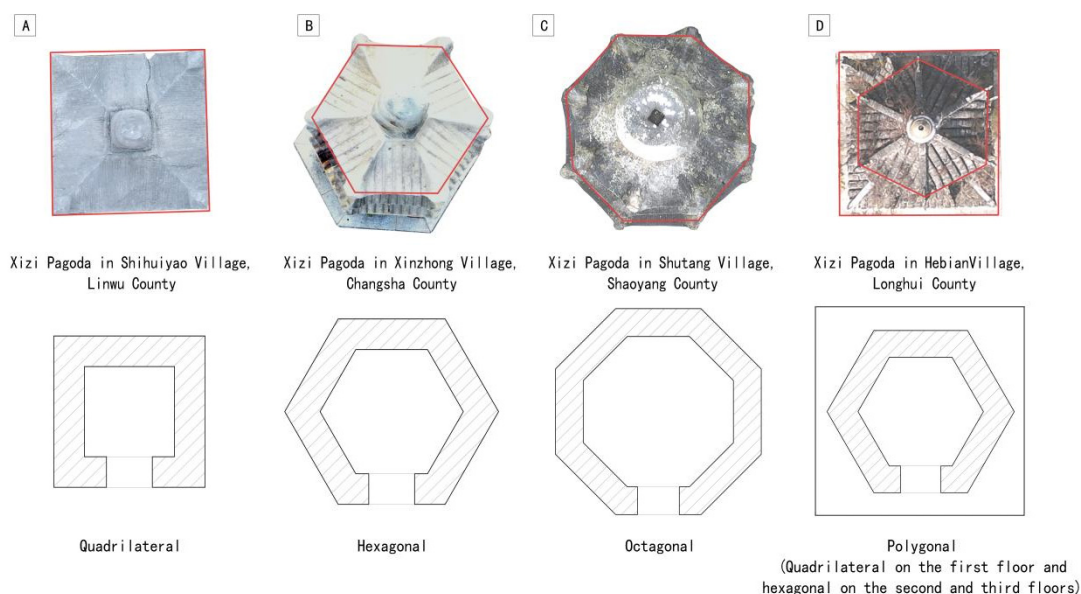 A
B
C
D
Xizi Pagoda in Shihuiyao Village,
Linwu County
Xizi Pagoda in Xinzhong Village,
Changsha County
Xizi Pagoda in Shutang Village,
Shaoyang County
Xizi Pagoda in HebianVillage,
Longhui County
Quadrilateral
Hexagonal
Octagonal
Polygonal
(Quadrilateral on the first floor and
hexagonal on the second and third floors)